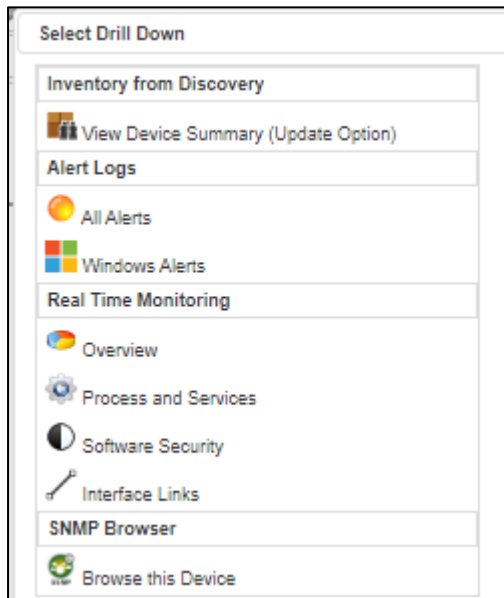 Select Drill Down
Inventory from Discovery
View Device Summary (Update Option)
Alert Logs
All Alerts
Windows Alerts
Real Time Monitoring
Overview
Process and Services
Software Security
Interface Links
SNMP Browser
Browse this Device